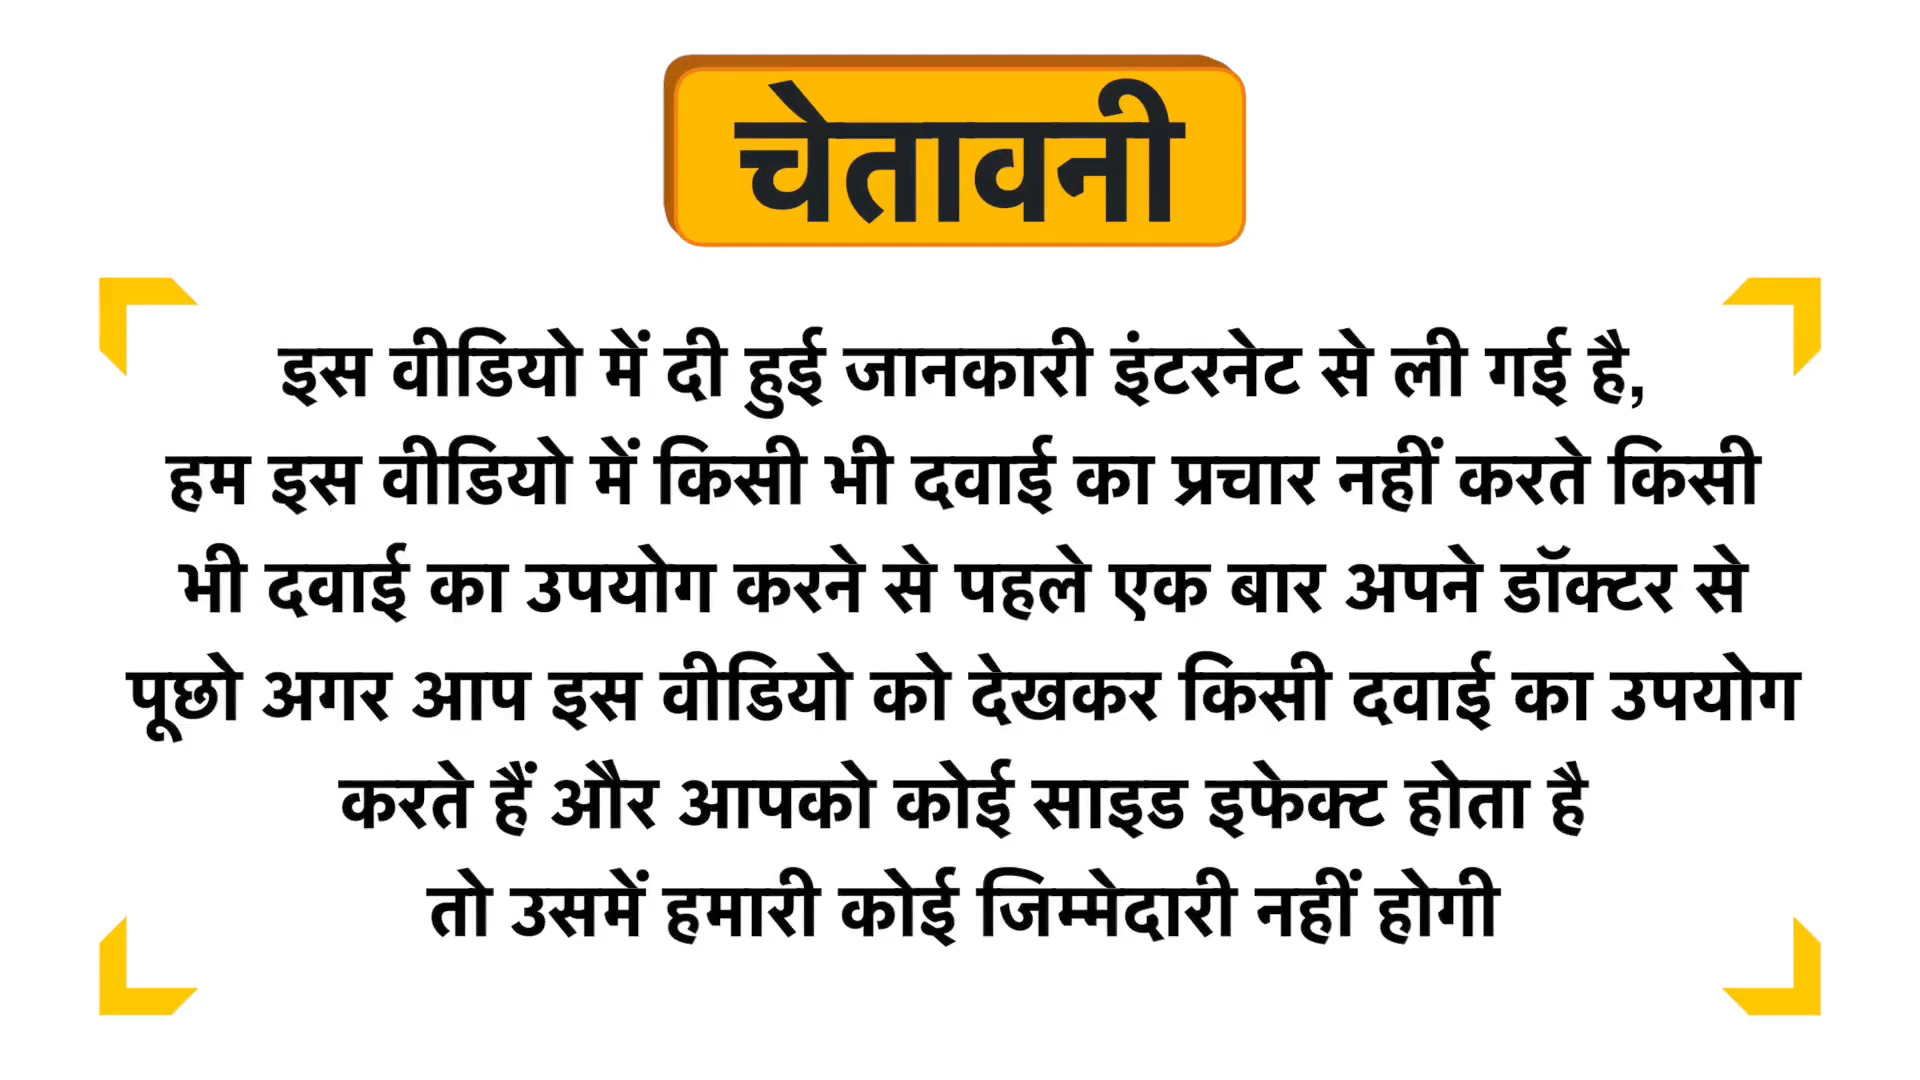 चेतावनी
इस वीडियो में दी हुई जानकारी इंटरनेट से ली गई है,
हम इस वीडियो में किसी भी दवाई का प्रचार नहीं करते किसी
भी दवाई का उपयोग करने से पहले एक बार अपने डॉक्टर से
पूछो अगर आप इस वीडियो को देखकर किसी दवाई का उपयोग
करते हैं और आपको कोई साइड इफेक्ट होता है
तो उसमें हमारी कोई जिम्मेदारी नहीं होगी